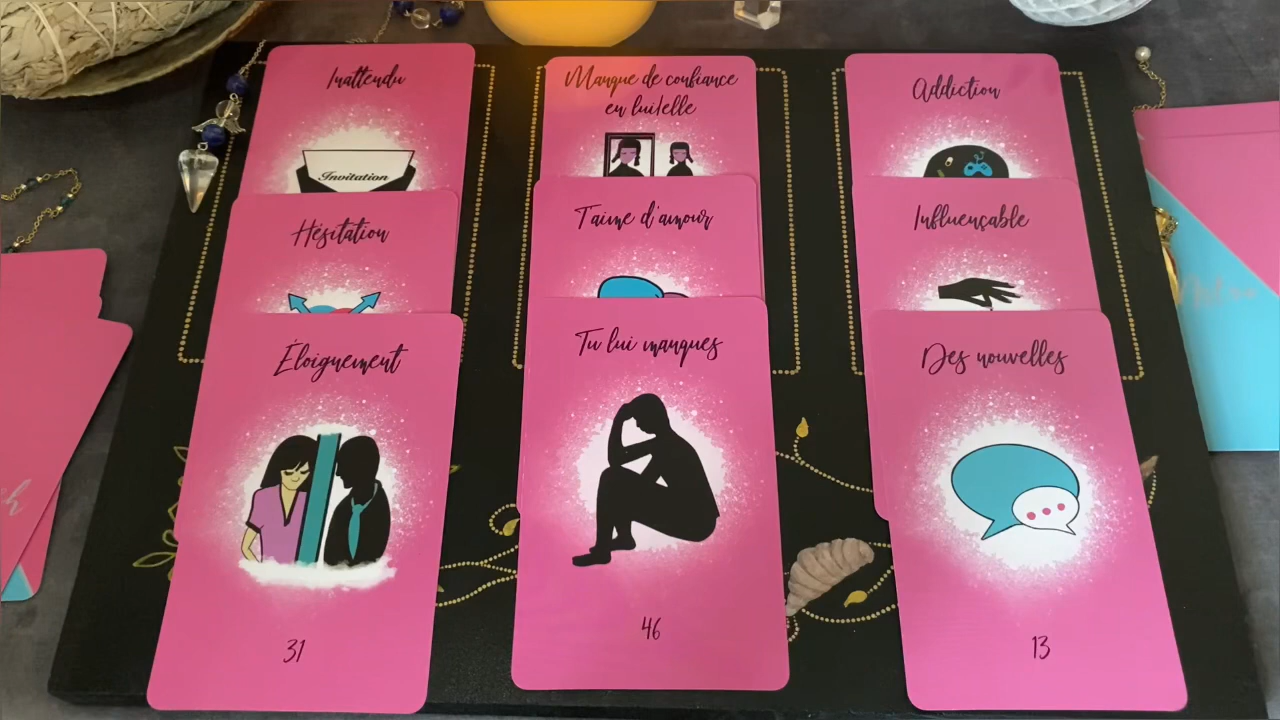 Inattendu
Invitation
Hésitation
Éloignement
31
Manque de confiance
en lui/elle
T'aime d'amour
Tu lui manques
46
Addiction
Influençable
Des nouvelles
13